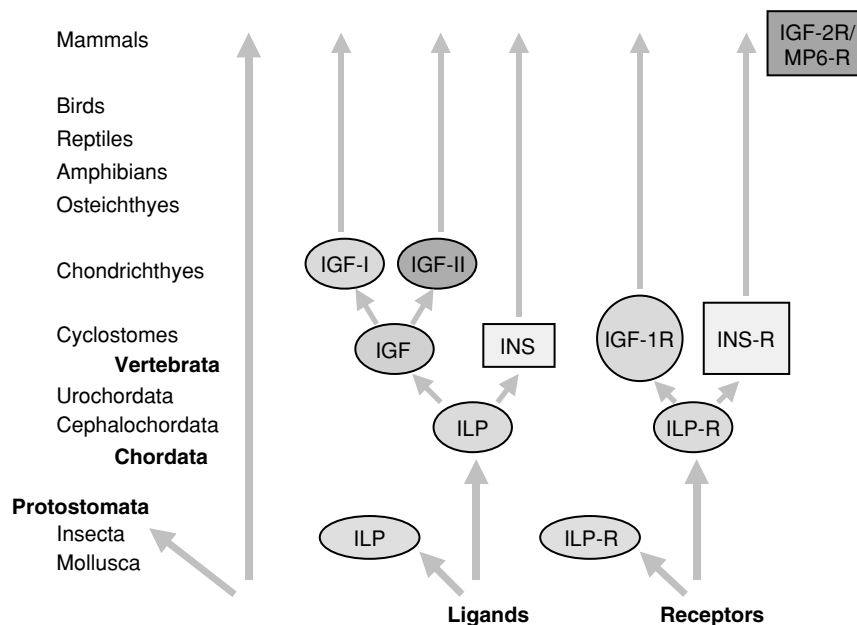 Mammals
IGF-2R/
MP6-R
Birds
Reptiles
Amphibians
Osteichthyes
Chondrichthyes
IGF-I
IGF-II
Cyclostomes
IGF
INS
IGF-1R
INS-R
Vertebrata
Urochordata
Cephalochordata
ILP
ILP-R
Chordata
Protostomata
Insecta
ILP
ILP-R
Mollusca
Ligands
Receptors